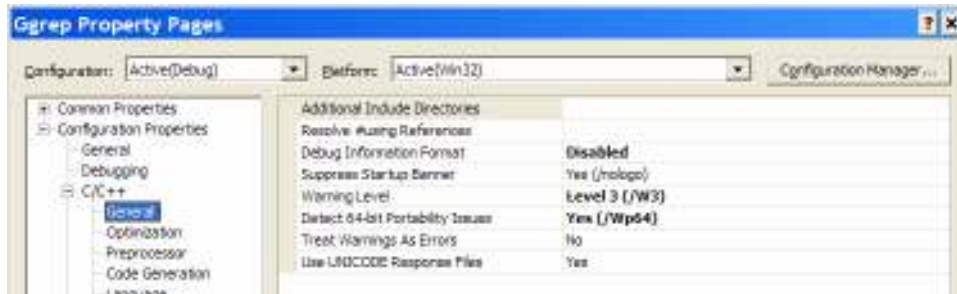 Ggrep Property Pages
Configuration: Active(Debug) Platform: Active(Win32) Configuration Manager...
Common Properties
Configuration Properties
General
Debugging
C/C++
General
Optimization
Preprocessor
Code Generation
Language
Additional Include Directories
Resolve #using References
Debug Information Format Disabled
Suppress Startup Banner Yes (/nologo)
Warning Level Level 3 (/W3)
Detect 64-bit Portability Issues Yes (/Wp64)
Treat Warnings As Errors No
Use UNICODE Response Files Yes